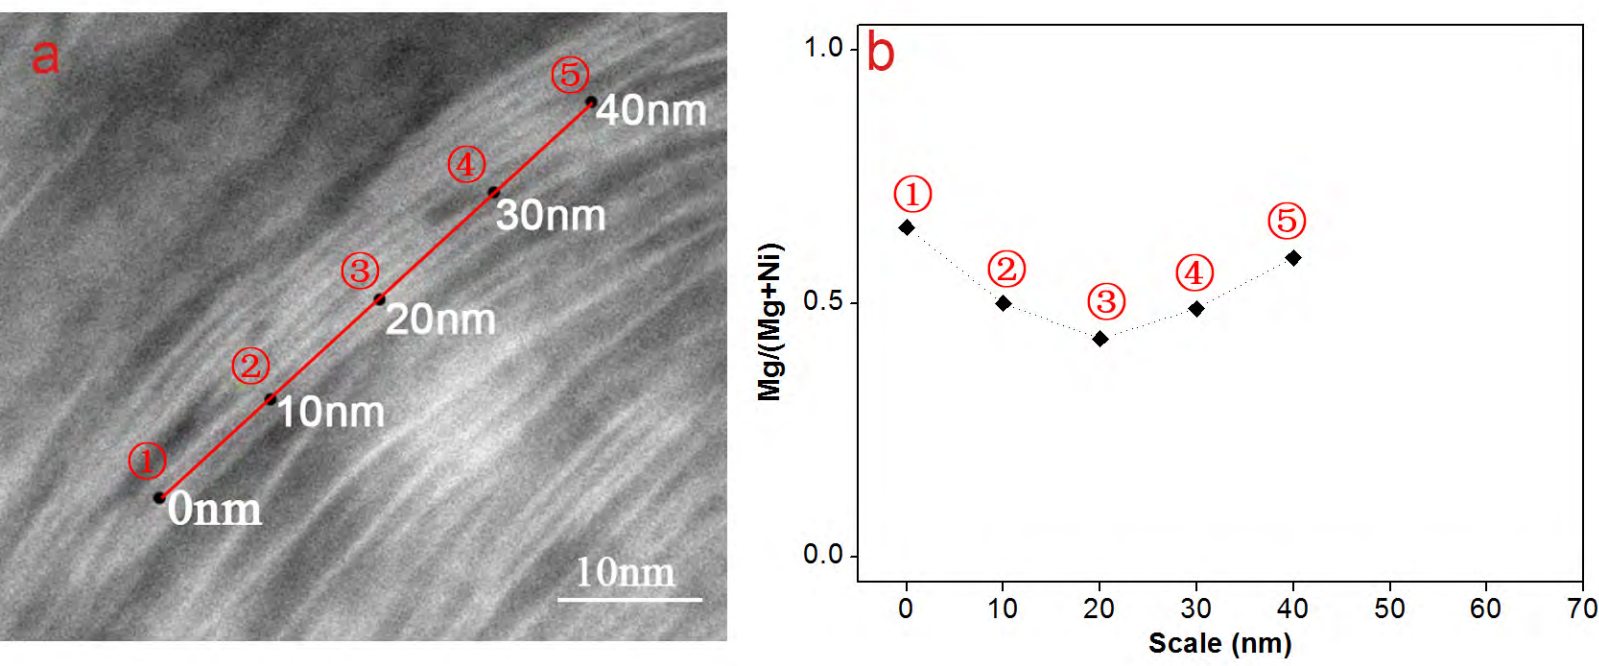 a
⑤
40nm
④
30nm
③
20nm
②
10nm
①
0nm
10nm
b
1.0
0.5
0.0
Mg/(Mg+Ni)
①
②
③
④
⑤
0 10 20 30 40 50 60 70
Scale (nm)